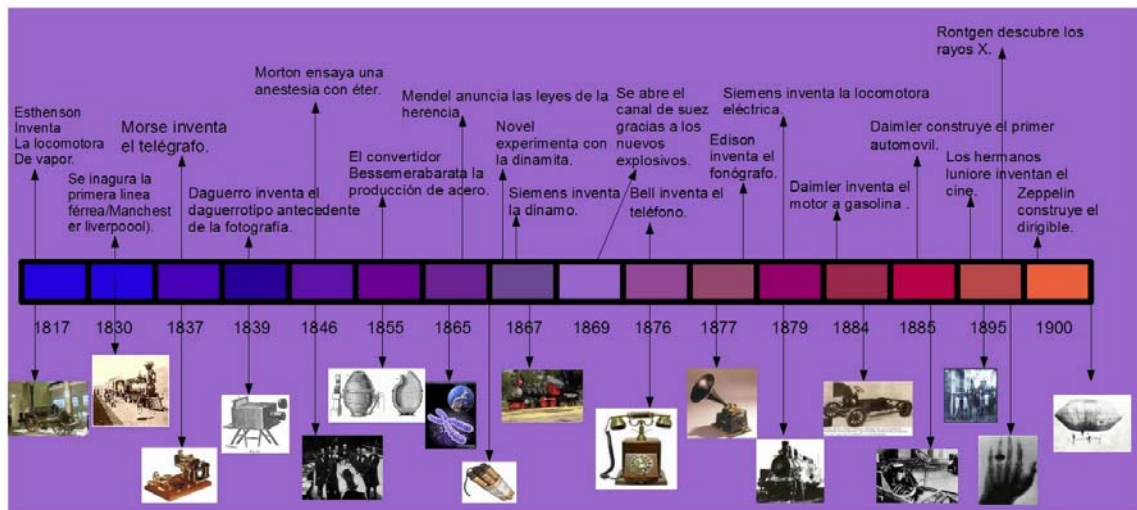 Esthenson
Inventa
La locomotora
De vapor.
Se inagura la
primera linea
férrea/Manchest
er liverpoool).
Morse inventa
el telégrafo.
Daguerro inventa el
daguerrotipo antecedente
de la fotografía.
Morton ensaya una
anestesia con éter.
El convertidor
Bessemerabarata la
producción de acero.
Mendel anuncia las leyes de la
herencia
Novel
experimenta con
la dinamita.
Siemens inventa
la dínamo.
Se abre el
canal de suez
gracias a los
nuevos
explosivos.
Bell inventa el
teléfono.
Edison
inventa el
fonógrafo.
Siemens inventa la locomotora
eléctrica.
Daimler inventa el
motor a gasolina .
Daimler construye el primer
automovil.
Los hermanos
luniore inventan el
cine.
Rontgen descubre los
rayos X.
Zeppelin
construye el
dirigible.
1817
1830
1837
1839
1846
1855
1865
1867
1869
1876
1877
1879
1884
1885
1895
1900